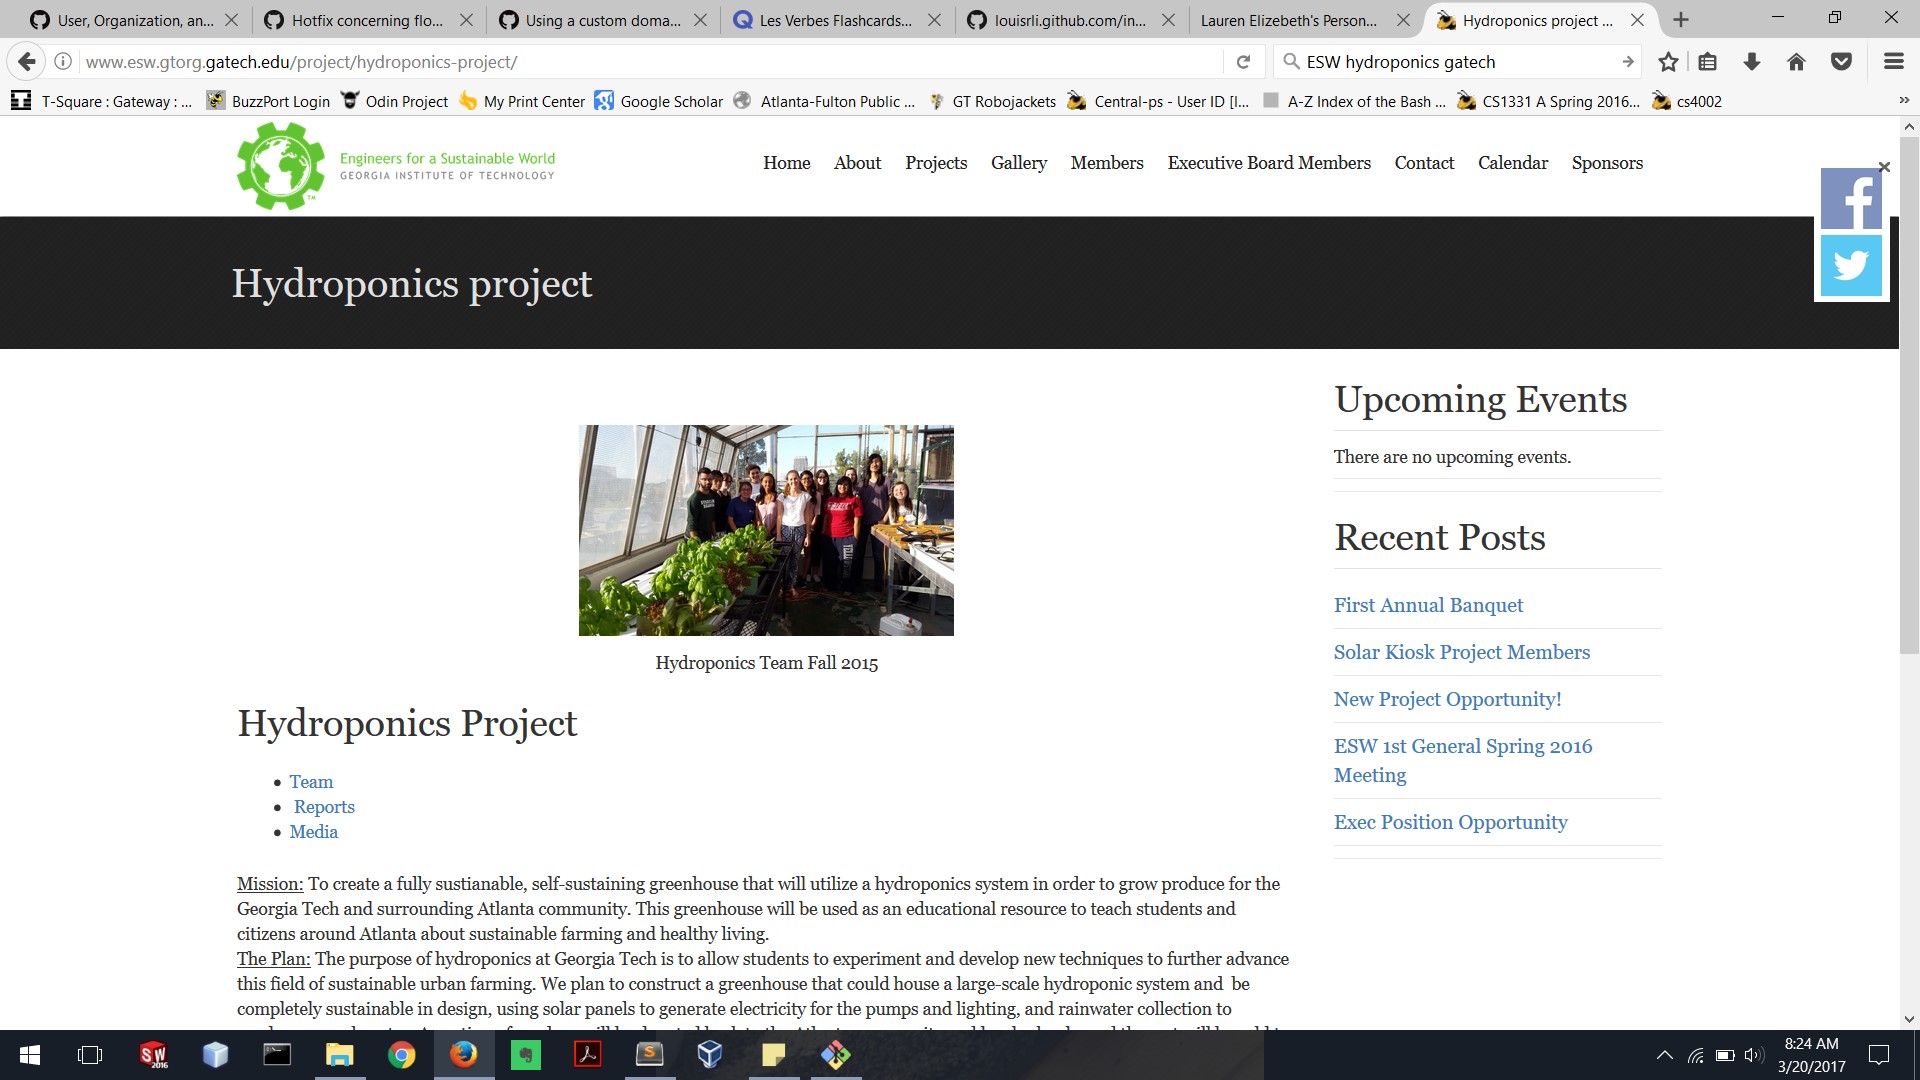 User, Organization, an...
Hotfix concerning flo...
Using a custom doma...
Les Verbes Flashcards...
louisrli.github.com/in...
Lauren Elizebeth's Person...
Hydroponics project ...
www.esw.gtorg.gatech.edu/project/hydroponics-project/
ESW hydroponics gatech
T-Square : Gateway : ...
BuzzPort Login
Odin Project
My Print Center
Google Scholar
Atlanta-Fulton Public ...
GT Robojackets
Central-ps - User ID [I...
A-Z Index of the Bash ...
CS1331 A Spring 2016...
cs4002
Engineers for a Sustainable World
GEORGIA INSTITUTE OF TECHNOLOGY
TM
Home
About
Projects
Gallery
Members
Executive Board Members
Contact
Calendar
Sponsors
Hydroponics project
Hydroponics Team Fall 2015
Hydroponics Project
Team
Reports
Media
Mission: To create a fully sustianable, self-sustaining greenhouse that will utilize a hydroponics system in order to grow produce for the
Georgia Tech and surrounding Atlanta community. This greenhouse will be used as an educational resource to teach students and
citizens around Atlanta about sustainable farming and healthy living.
The Plan: The purpose of hydroponics at Georgia Tech is to allow students to experiment and develop new techniques to further advance
this field of sustainable urban farming. We plan to construct a greenhouse that could house a large-scale hydroponic system and be
completely sustainable in design, using solar panels to generate electricity for the pumps and lighting, and rainwater collection to
Upcoming Events
There are no upcoming events.
Recent Posts
First Annual Banquet
Solar Kiosk Project Members
New Project Opportunity!
ESW 1st General Spring 2016
Meeting
Exec Position Opportunity
SW
2016
8:24 AM
3/20/2017